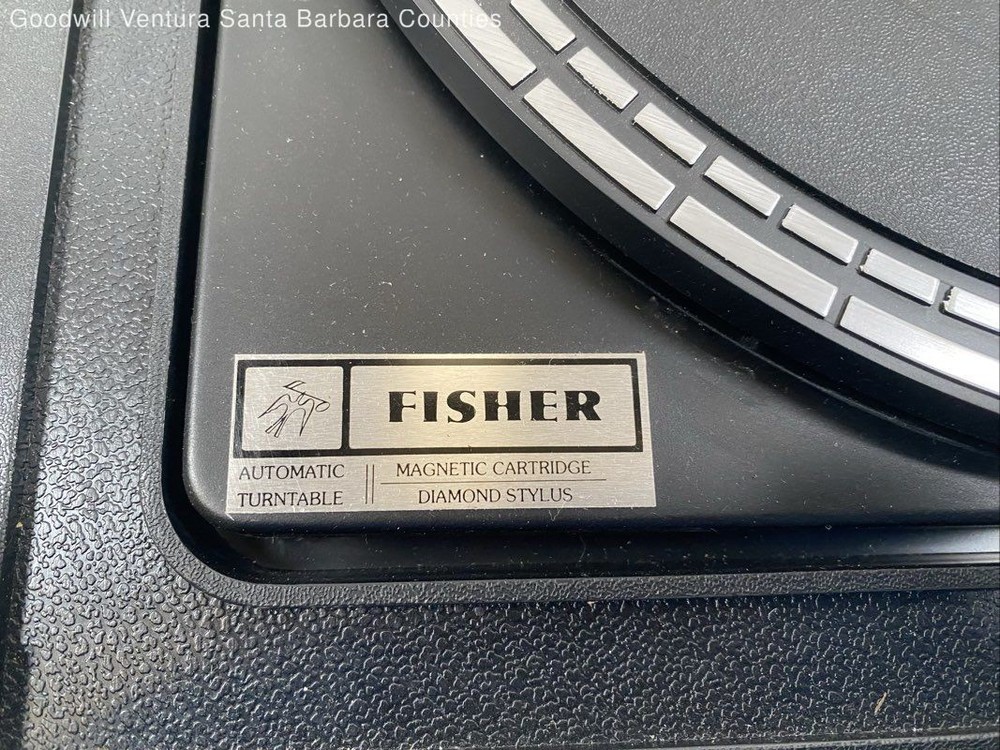 Goodwill Ventura Santa Barbara Counties
FISHER
AUTOMATIC
TURNTABLE
MAGNETIC CARTRIDGE
DIAMOND STYLUS